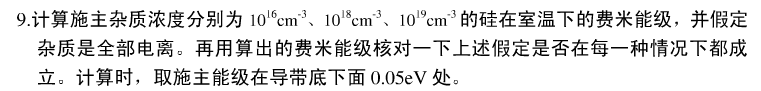 9.计算施主杂质浓度分别为 10¹⁶cm⁻³、10¹⁸cm⁻³、10¹⁹cm⁻³的硅在室温下的费米能级，并假定
杂质是全部电离。再用算出的费米能级核对一下上述假定是否在每一种情况下都成
立。计算时，取施主能级在导带底下面 0.05eV 处。